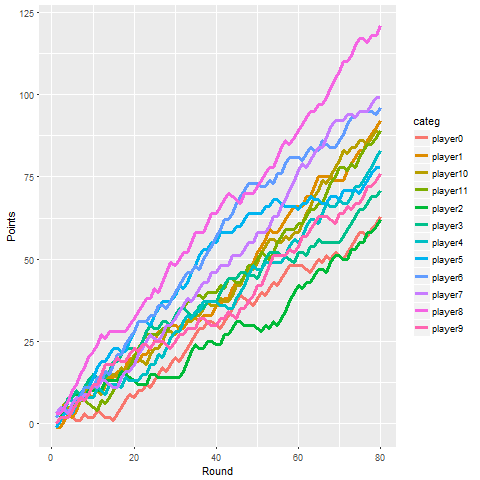 125
100
75
50
25
0
Points
0
20
40
60
80
Round
categ
player0
player1
player10
player11
player2
player3
player4
player5
player6
player7
player8
player9